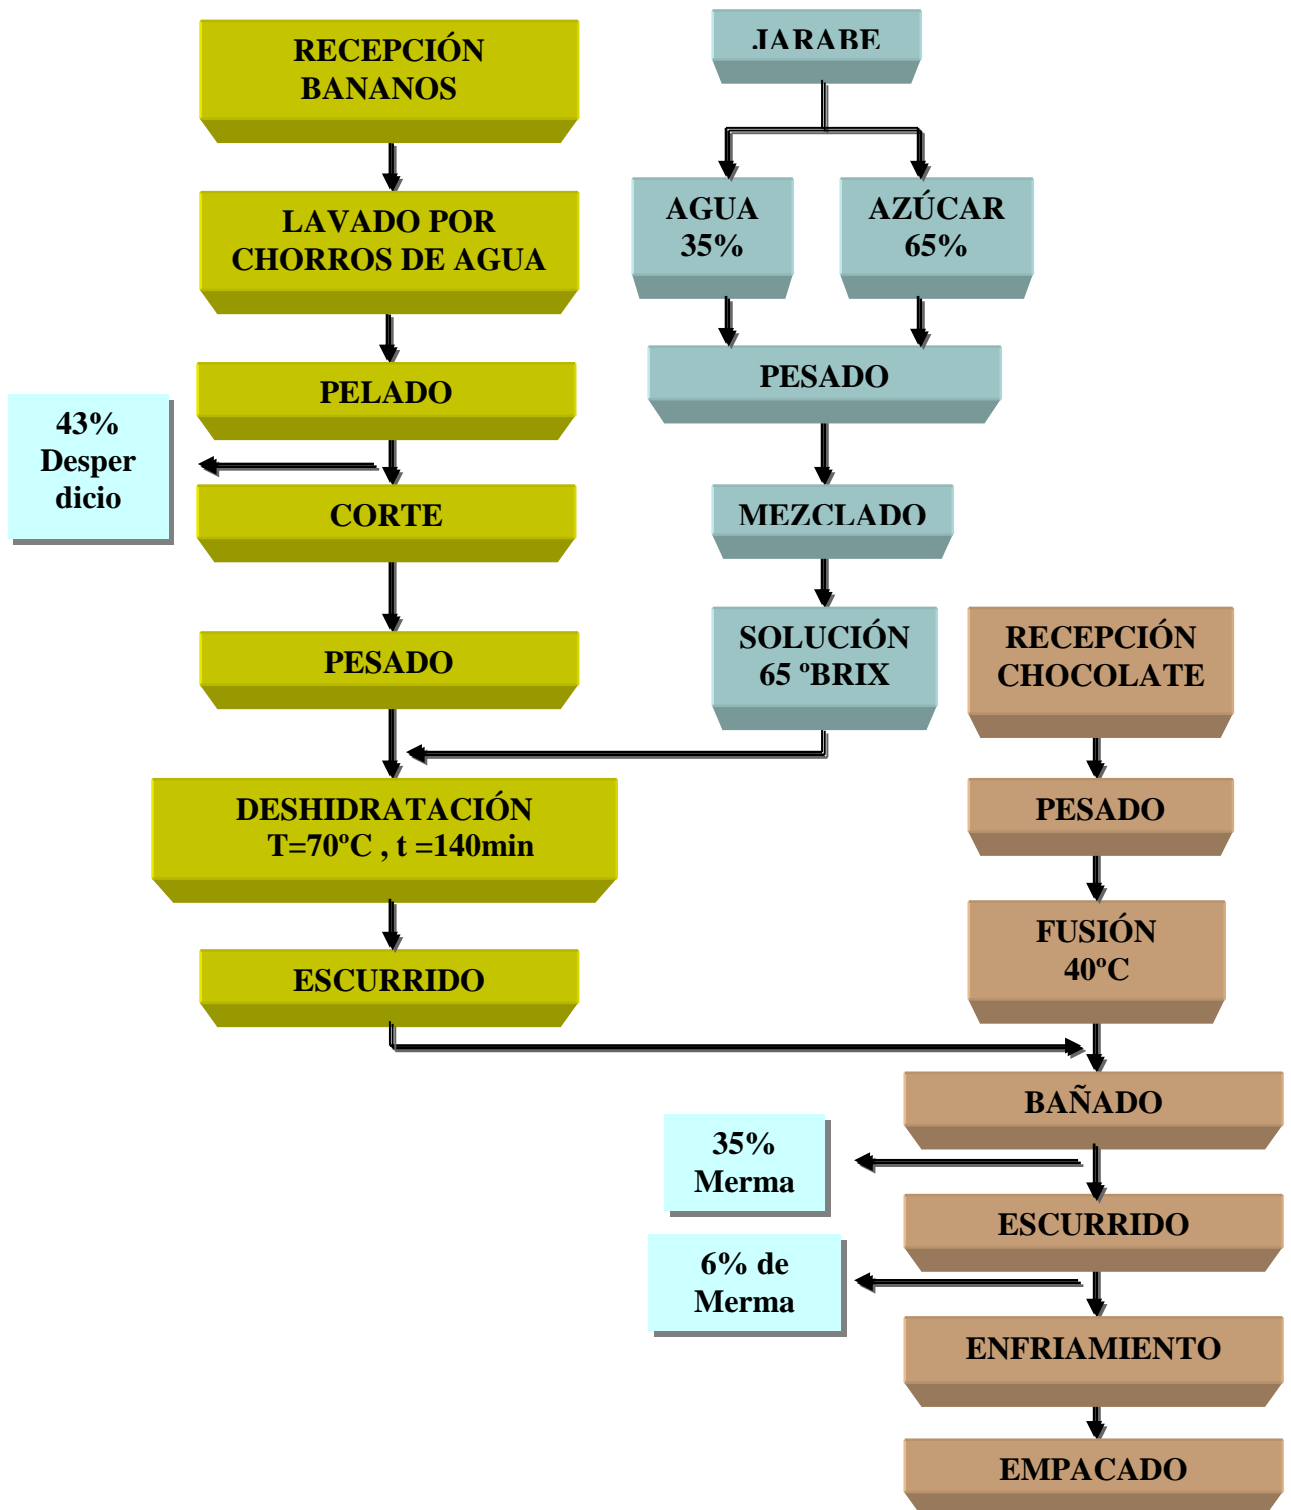 RECEPCIÓN
BANANOS
LAVADO POR
CHORROS DE AGUA
PELADO
43%
Desper
dicio
CORTE
PESADO
JARABE
AGUA
35%
AZÚCAR
65%
PESADO
MEZCLADO
SOLUCIÓN
65 ºBRIX
DESHIDRATACIÓN
T=70ºC , t =140min
ESCURRIDO
RECEPCIÓN
CHOCOLATE
PESADO
FUSIÓN
40ºC
BAÑADO
35%
Merma
ESCURRIDO
6% de
Merma
ENFRIAMIENTO
EMPACADO